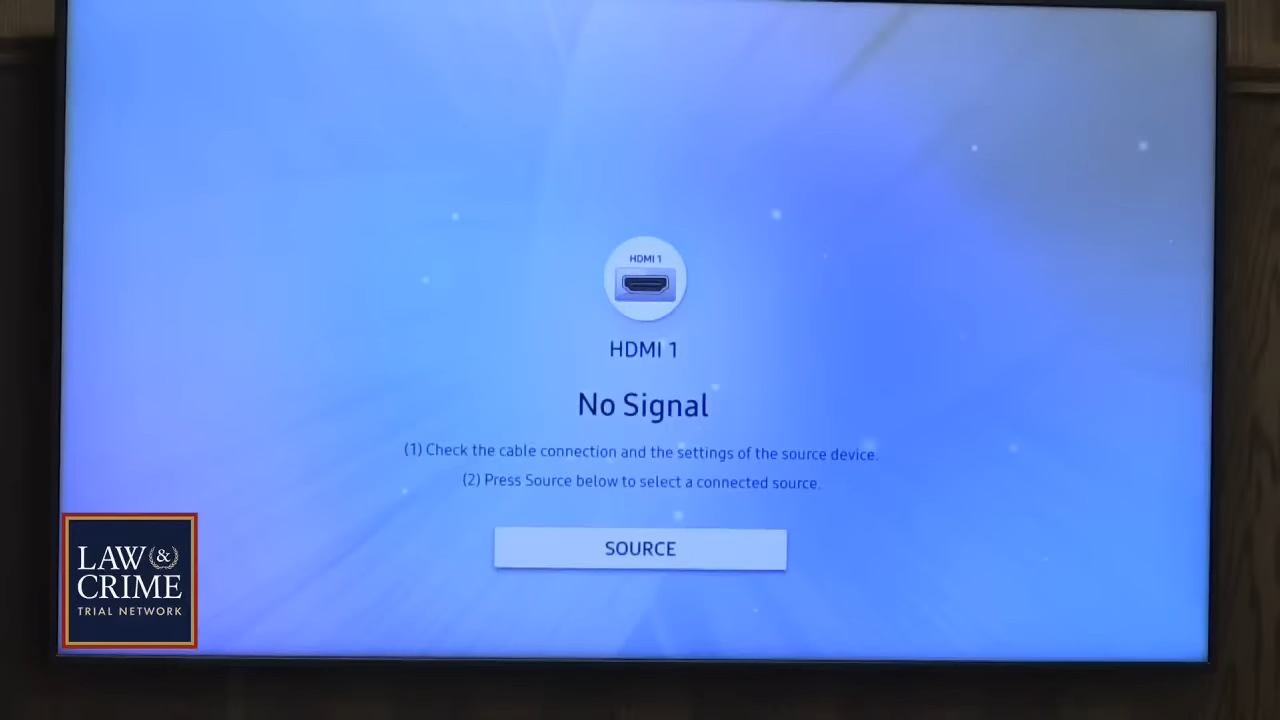 HDMI 1
HDMI 1
No Signal
(1) Check the cable connection and the settings of the source device.
(2) Press Source below to select a connected source.
SOURCE
LAW &
CRIME
TRIAL NETWORK